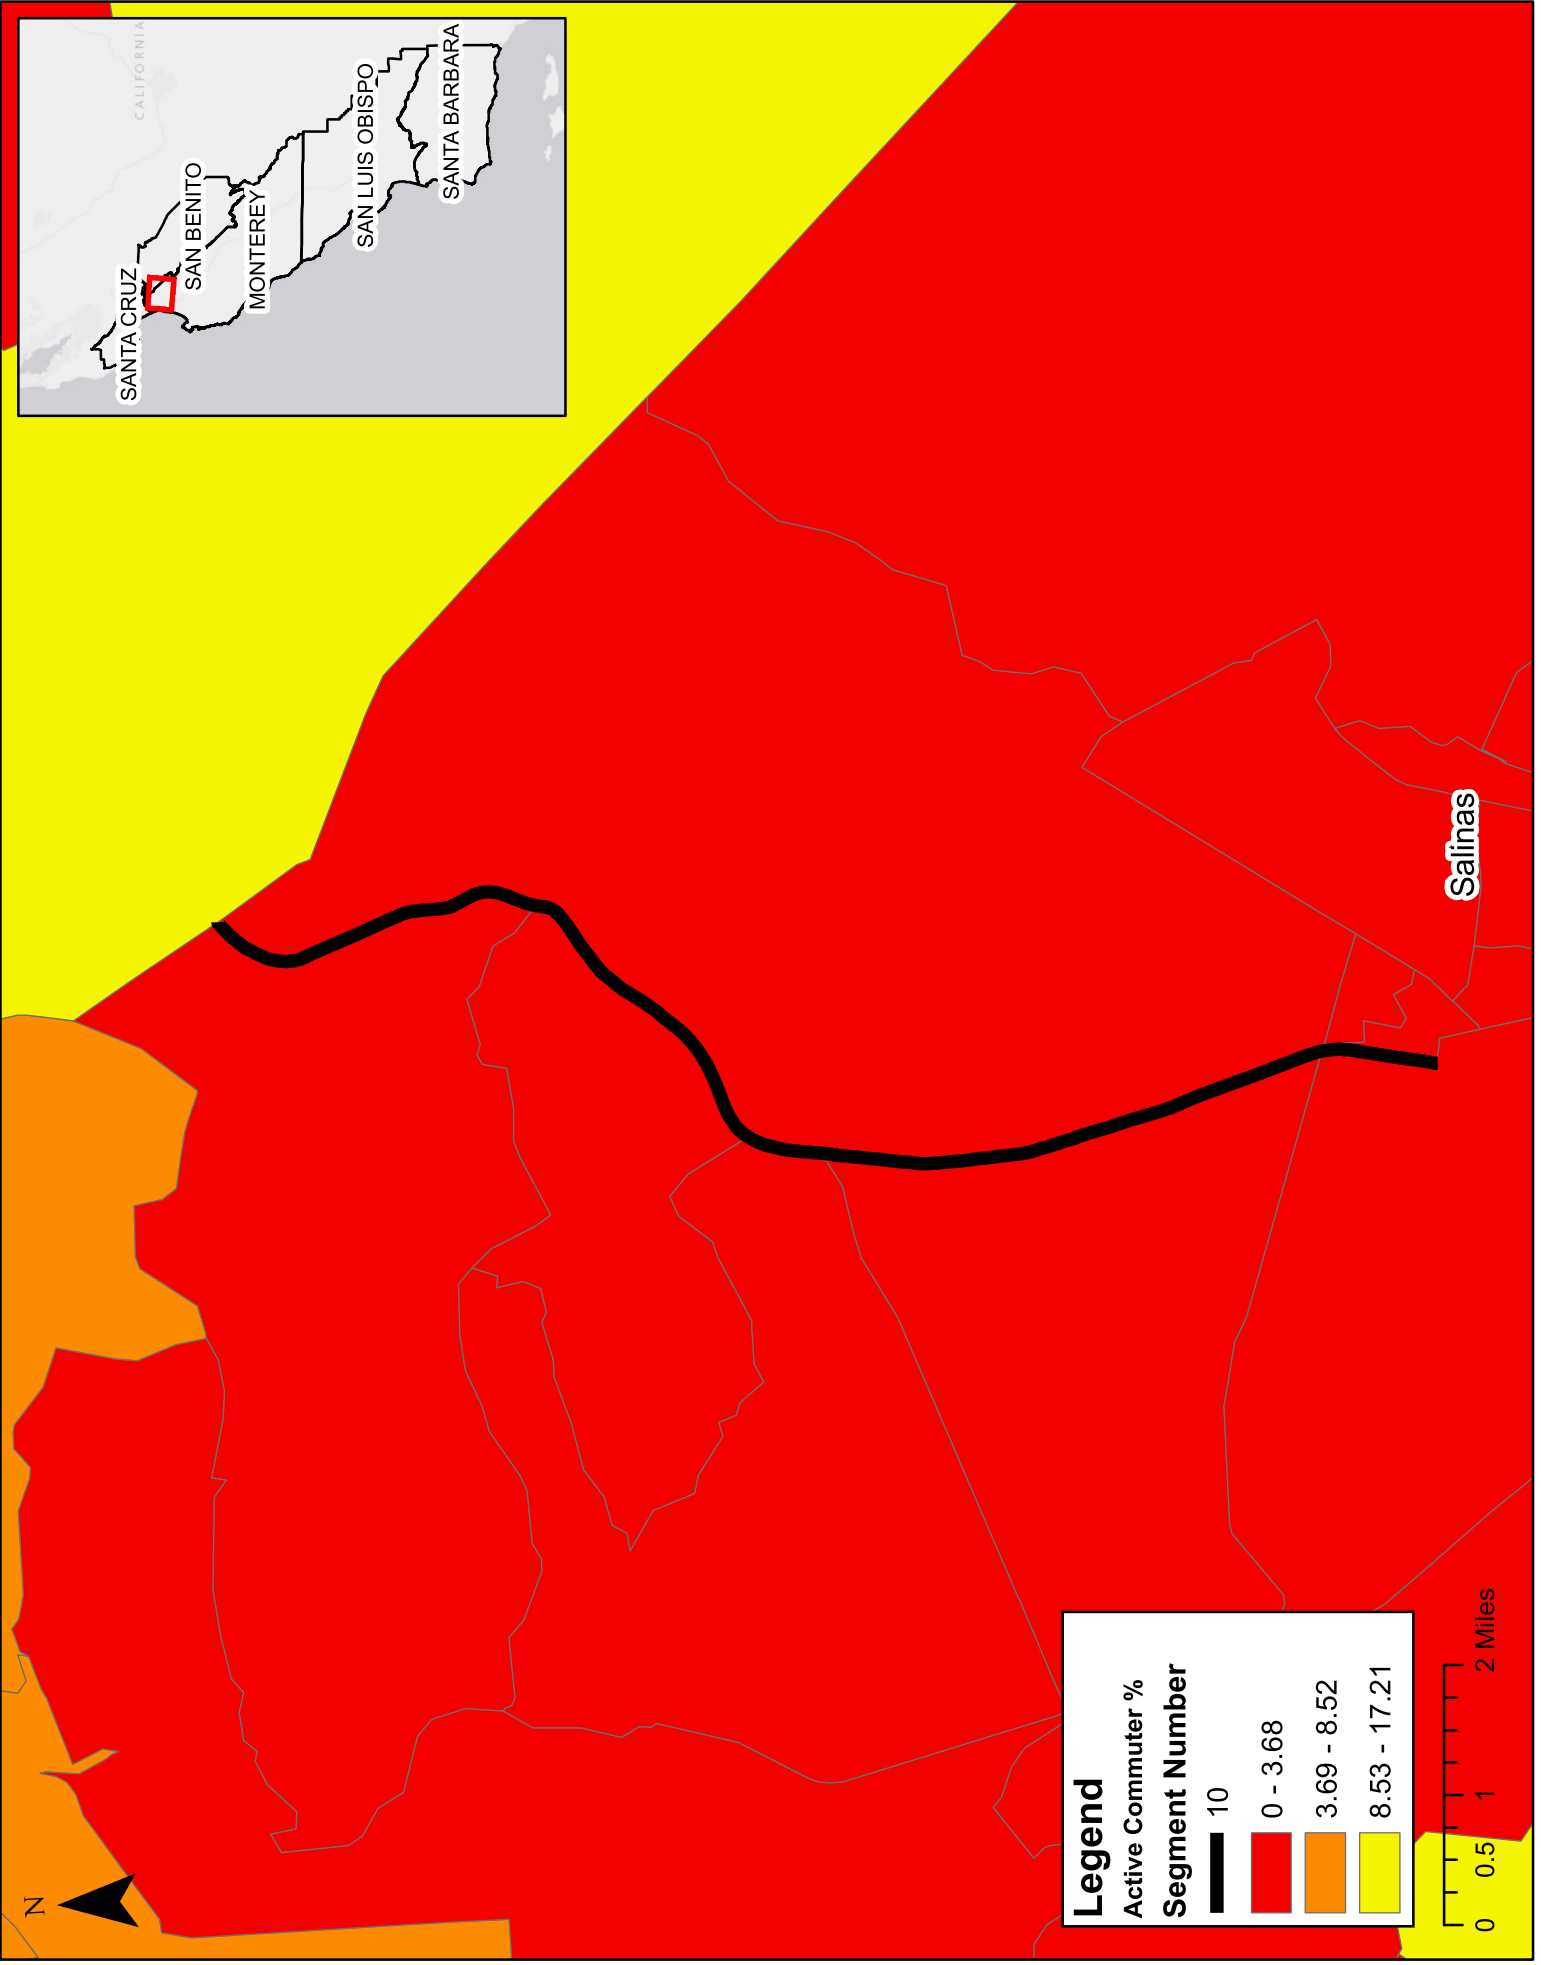 CALIFORNIA
SANTA CRUZ
SAN BENITO
MONTEREY
SAN LUIS OBISPO
SANTA BARBARA
N
Salinas
Legend
Active Commuter %
Segment Number
10
0 - 3.68
3.69 - 8.52
8.53 - 17.21
0 0.5 1 2 Miles